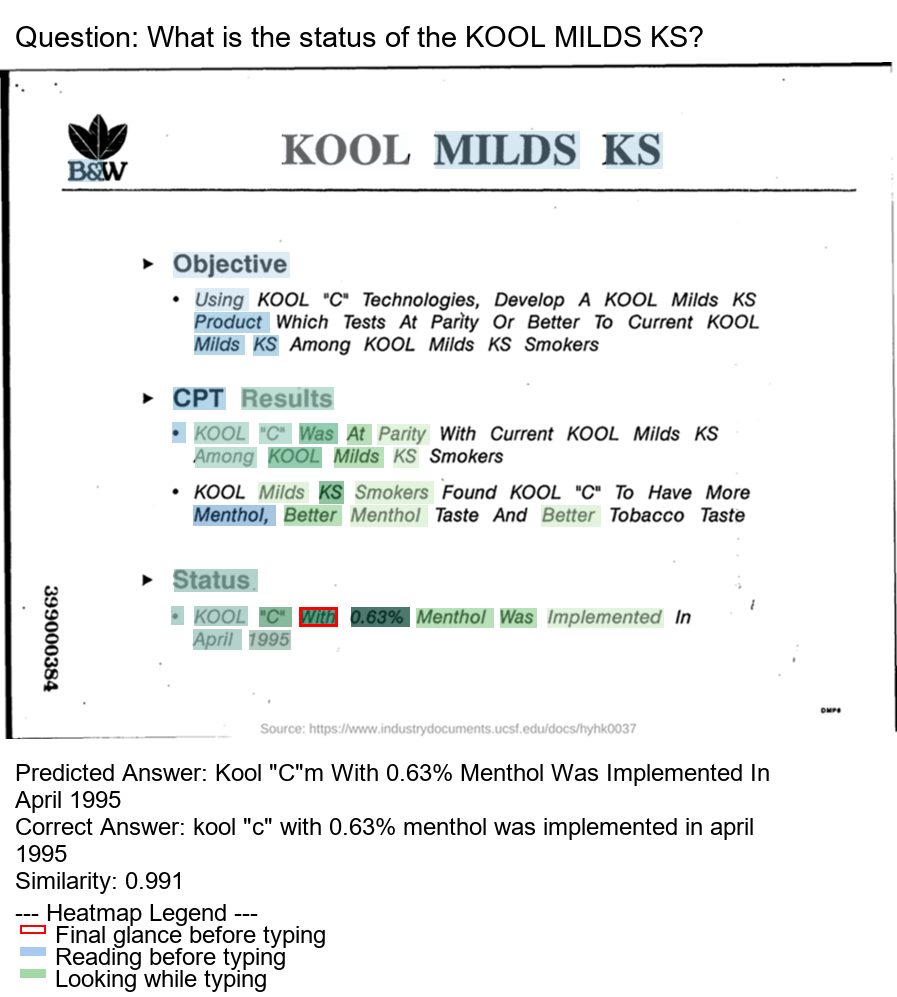 Question: What is the status of the KOOL MILDS KS?
B&W
KOOL MILDS KS
► Objective
• Using KOOL "C" Technologies, Develop A KOOL Milds KS
Product Which Tests At Parity Or Better To Current KOOL
Milds KS Among KOOL Milds KS Smokers
► CPT Results
• KOOL "C" Was At Parity With Current KOOL Milds KS
Among KOOL Milds KS Smokers
• KOOL Milds KS Smokers Found KOOL "C" To Have More
Menthol, Better Menthol Taste And Better Tobacco Taste
► Status
• KOOL "C" With 0.63% Menthol Was Implemented In
April 1995
399000384
DMP6
Source: https://www.industrydocuments.ucsf.edu/docs/hyhk0037
Predicted Answer: Kool "C"m With 0.63% Menthol Was Implemented In
April 1995
Correct Answer: kool "c" with 0.63% menthol was implemented in april
1995
Similarity: 0.991
--- Heatmap Legend ---
Final glance before typing
Reading before typing
Looking while typing